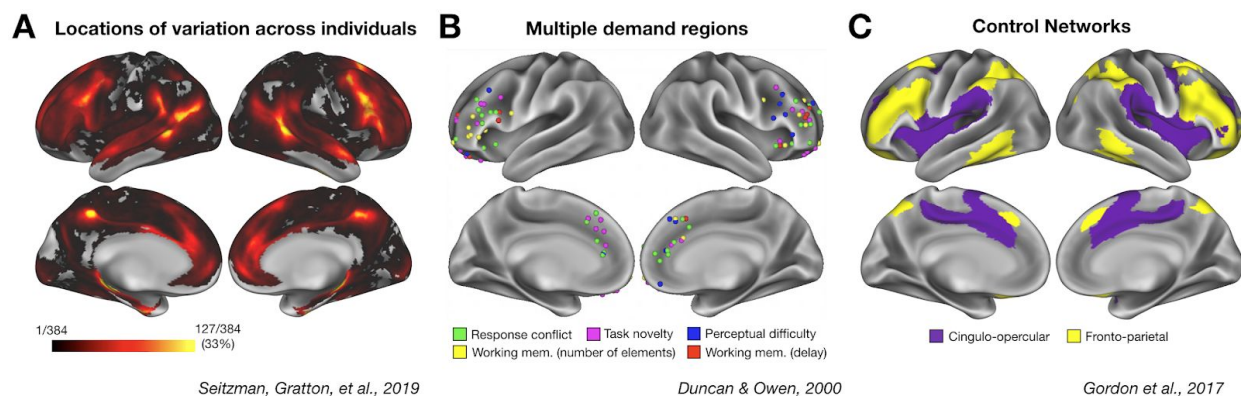 A Locations of variation across individuals
1/384 127/384
(33%)
Seitzman, Gratton, et al., 2019
B Multiple demand regions
Response conflict Task novelty Perceptual difficulty
Working mem. (number of elements) Working mem. (delay)
Duncan & Owen, 2000
C Control Networks
Cingulo-opercular Fronto-parietal
Gordon et al., 2017